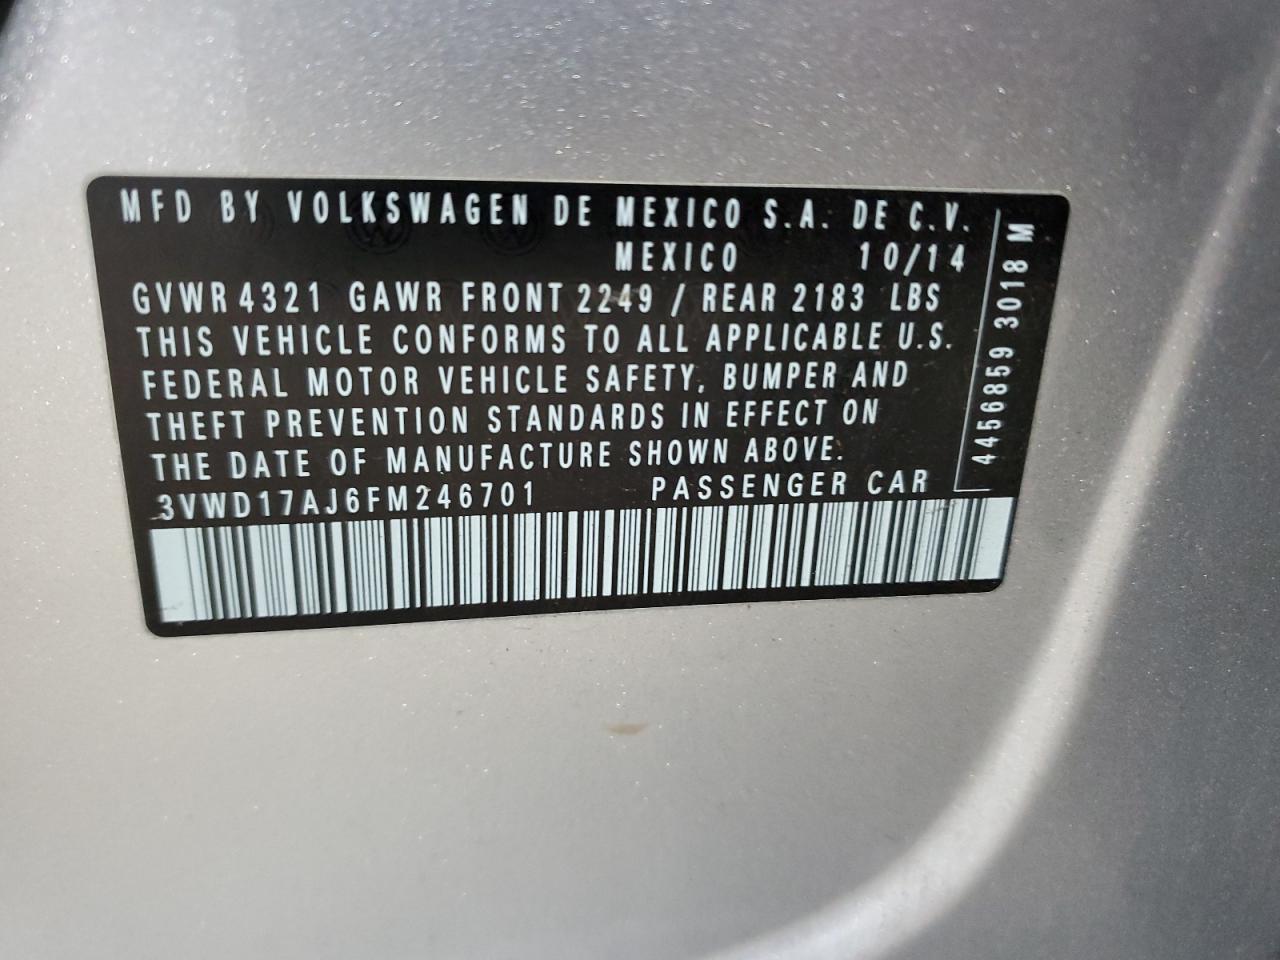 MFD BY VOLKSWAGEN DE MEXICO S.A. DE C.V.
MEXICO 10/14
GVWR 4321 GAWR FRONT 2249 / REAR 2183 LBS
THIS VEHICLE CONFORMS TO ALL APPLICABLE U.S.
FEDERAL MOTOR VEHICLE SAFETY, BUMPER AND
THEFT PREVENTION STANDARDS IN EFFECT ON
THE DATE OF MANUFACTURE SHOWN ABOVE.
3VWD17AJ6FM246701 PASSENGER CAR
4456859 3018 M